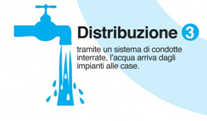 Distribuzione 3
tramite un sistema di condotte
interrate, l'acqua arriva dagli
impianti alle case.